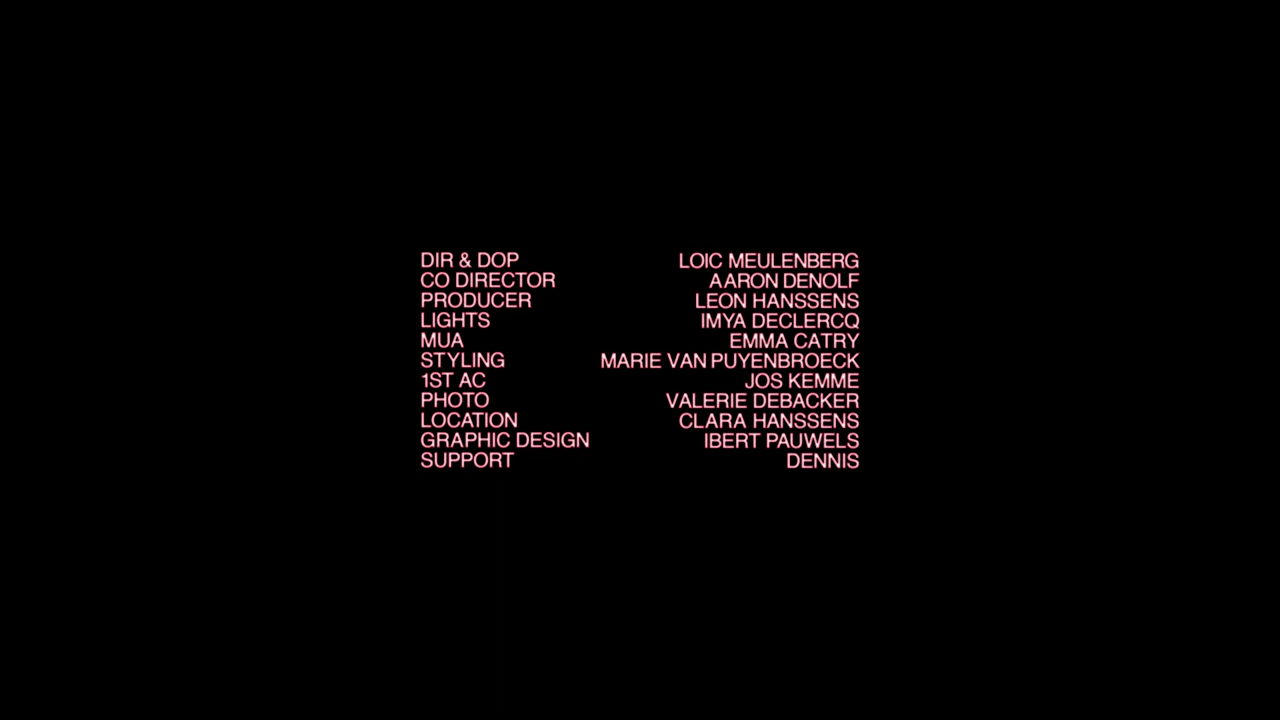 DIR & DOP LOIC MEULENBERG
CO DIRECTOR AARON DENOLF
PRODUCER LEON HANSSENS
LIGHTS IMYA DECLERCQ
MUA EMMA CATRY
STYLING MARIE VAN PUYENBROECK
1ST AC JOS KEMME
PHOTO VALERIE DEBACKER
LOCATION CLARA HANSSENS
GRAPHIC DESIGN IBERT PAUWELS
SUPPORT DENNIS